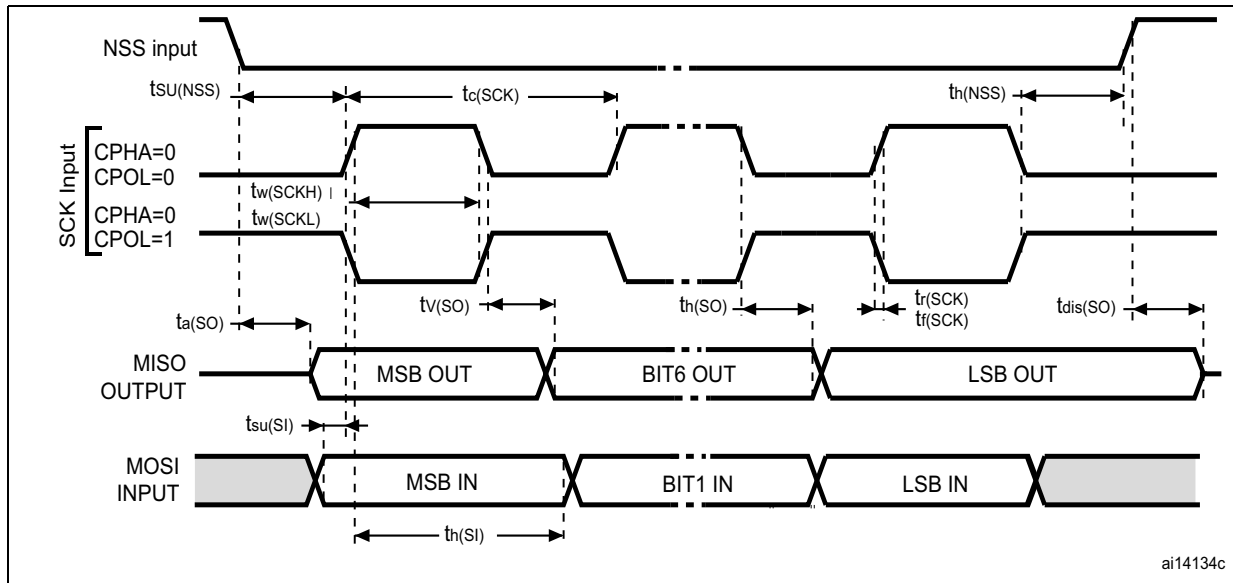 NSS input
tSU(NSS)
tc(SCK)
th(NSS)
SCK Input
CPHA=0
CPOL=0
tw(SCKH)
CPHA=0
tw(SCKL)
CPOL=1
tV(SO)
th(SO)
tr(SCK)
tf(SCK)
tdis(SO)
ta(SO)
MISO
OUTPUT
MSB OUT
BIT6 OUT
LSB OUT
tsu(SI)
MOSI
INPUT
MSB IN
BIT1 IN
LSB IN
th(SI)
ai14134c